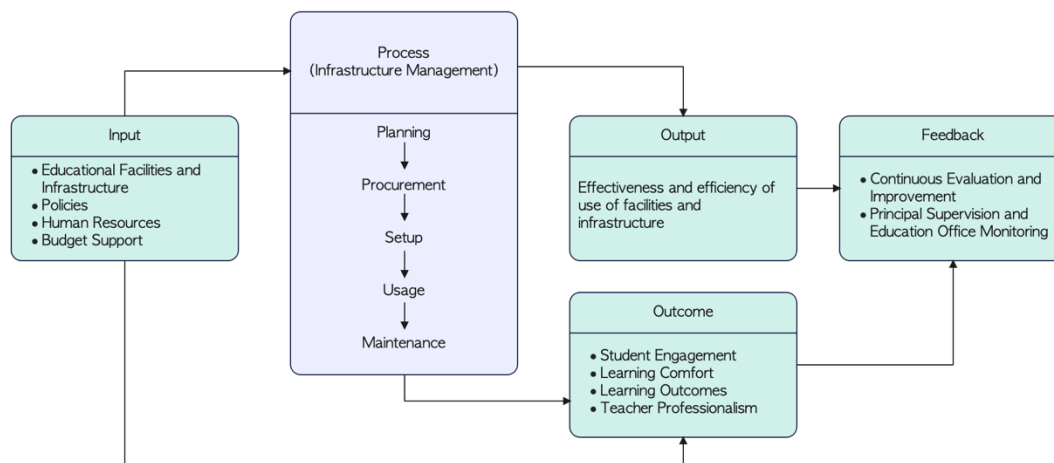 Input
• Educational Facilities and
Infrastructure
• Policies
• Human Resources
• Budget Support
Process
(Infrastructure Management)
Planning
Procurement
Setup
Usage
Maintenance
Output
Effectiveness and efficiency of
use of facilities and
infrastructure
Outcome
• Student Engagement
• Learning Comfort
• Learning Outcomes
• Teacher Professionalism
Feedback
• Continuous Evaluation and
Improvement
• Principal Supervision and
Education Office Monitoring